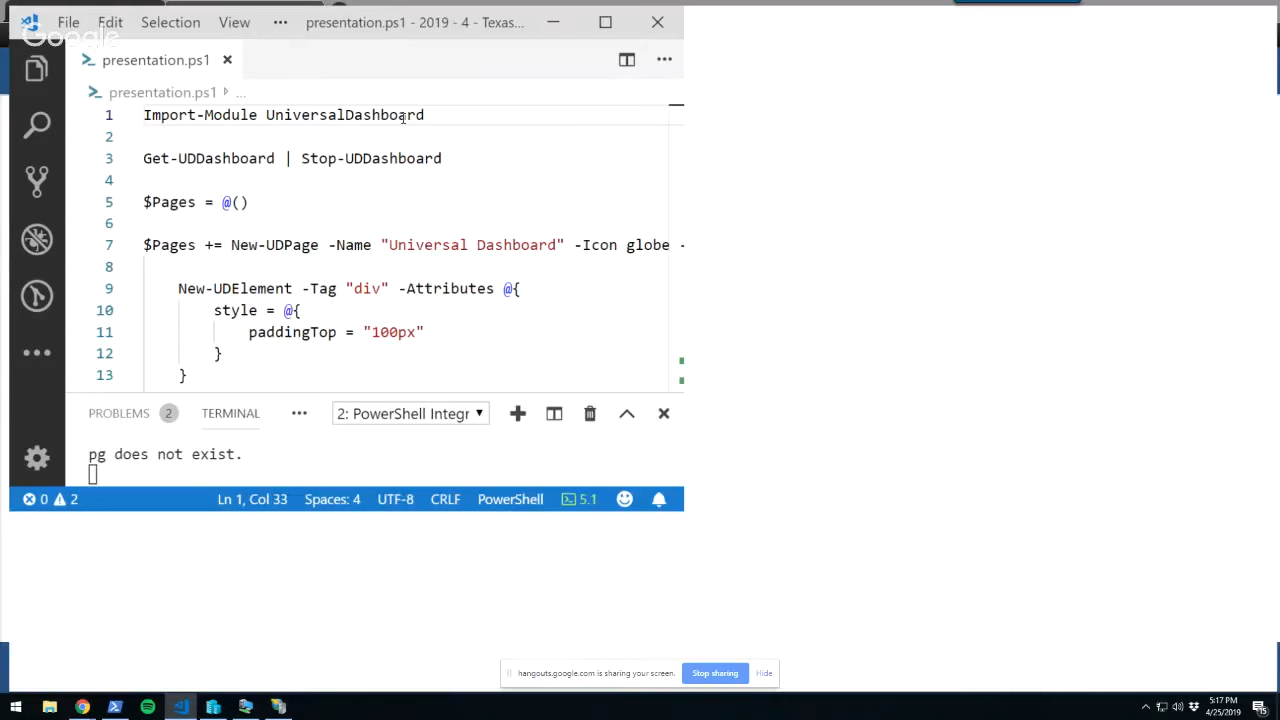 File Edit Selection View ••• presentation.ps1 - 2019 - 4 - Texas...
Google
presentation.ps1
presentation.ps1 ...
1 Import-Module UniversalDashboard
2
3 Get-UDDashboard | Stop-UDDashboard
4
5 $Pages = @()
6
7 $Pages += New-UDPage -Name "Universal Dashboard" -Icon globe -
8
9 New-UDElement -Tag "div" -Attributes @{
10 style = @{
11 paddingTop = "100px"
12 }
13 }
PROBLEMS 2 TERMINAL ••• 2: PowerShell Integr
pg does not exist.
0 2 Ln 1, Col 33 Spaces: 4 UTF-8 CRLF PowerShell 5.1
hangouts.google.com is sharing your screen. Stop sharing Hide
5:17 PM
4/25/2019
15